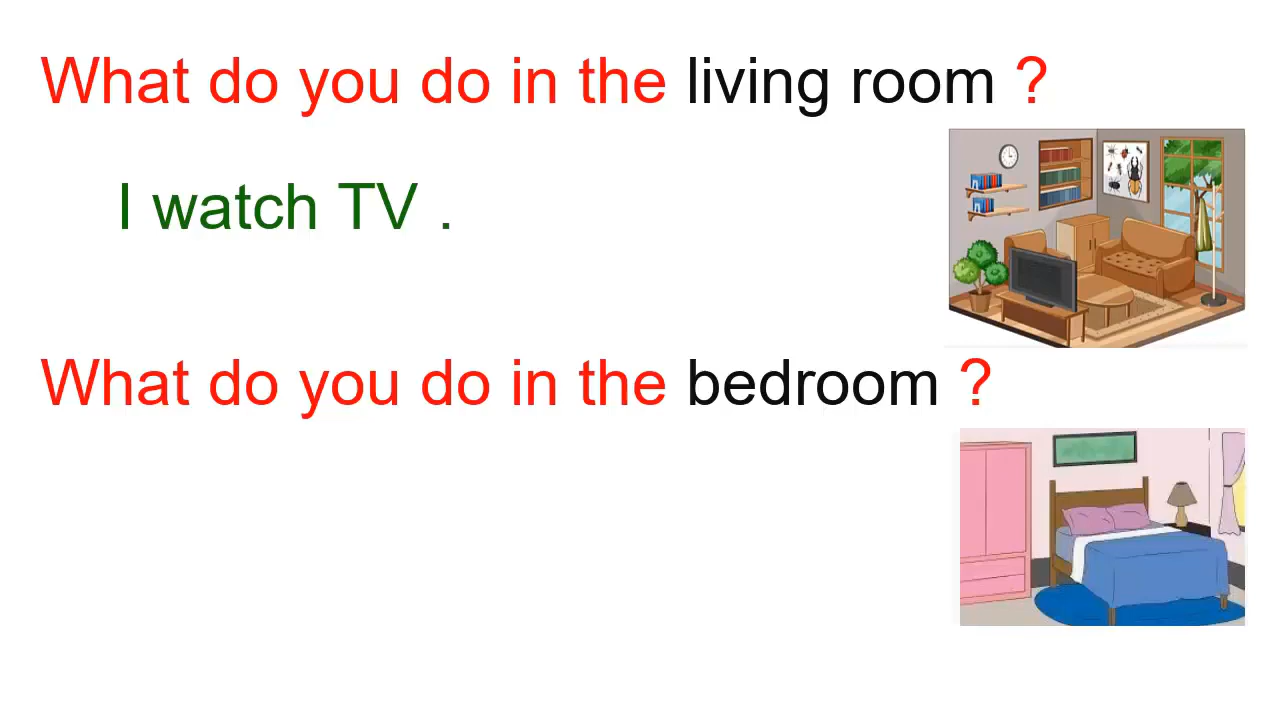 What do you do in the living room ?
I watch TV .
What do you do in the bedroom ?